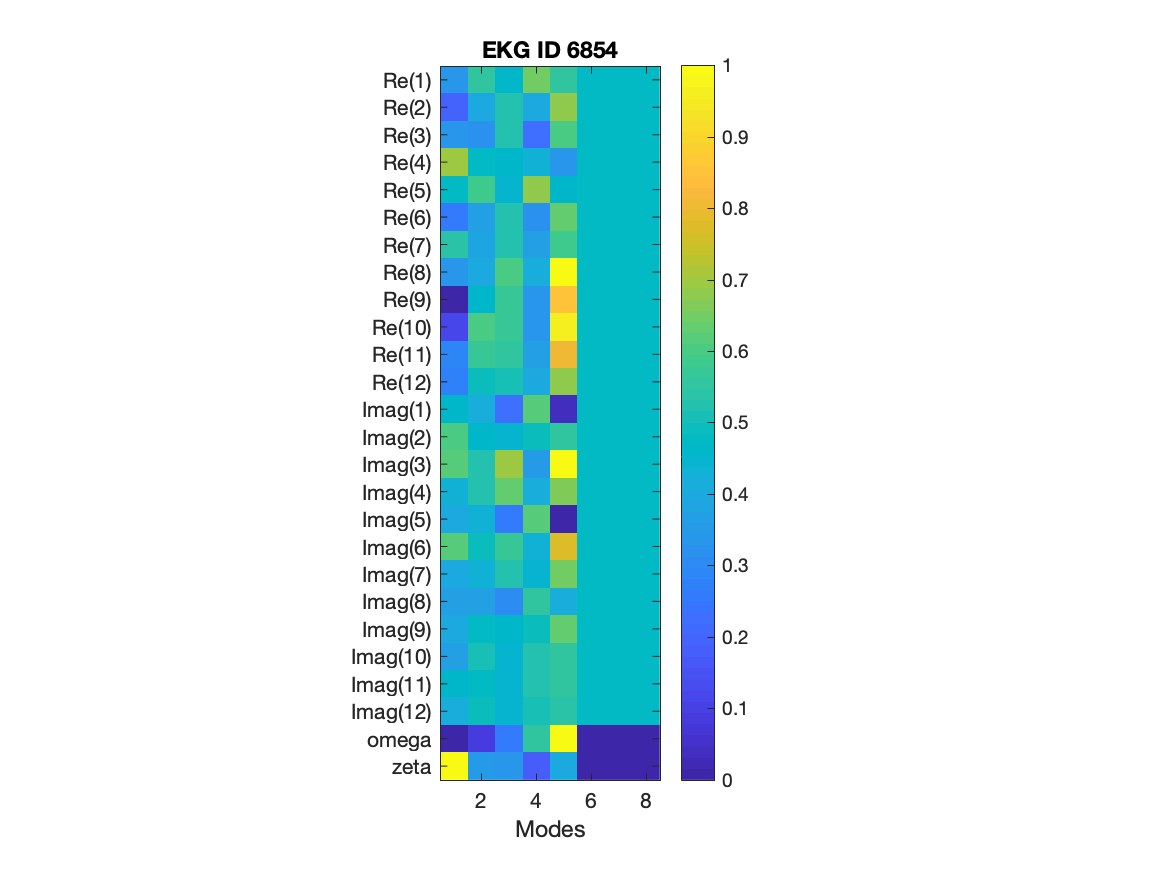 EKG ID 6854
Re(1)
Re(2)
Re(3)
Re(4)
Re(5)
Re(6)
Re(7)
Re(8)
Re(9)
Re(10)
Re(11)
Re(12)
Imag(1)
Imag(2)
Imag(3)
Imag(4)
Imag(5)
Imag(6)
Imag(7)
Imag(8)
Imag(9)
Imag(10)
Imag(11)
Imag(12)
omega
zeta
2 4 6 8
Modes
1
0.9
0.8
0.7
0.6
0.5
0.4
0.3
0.2
0.1
0